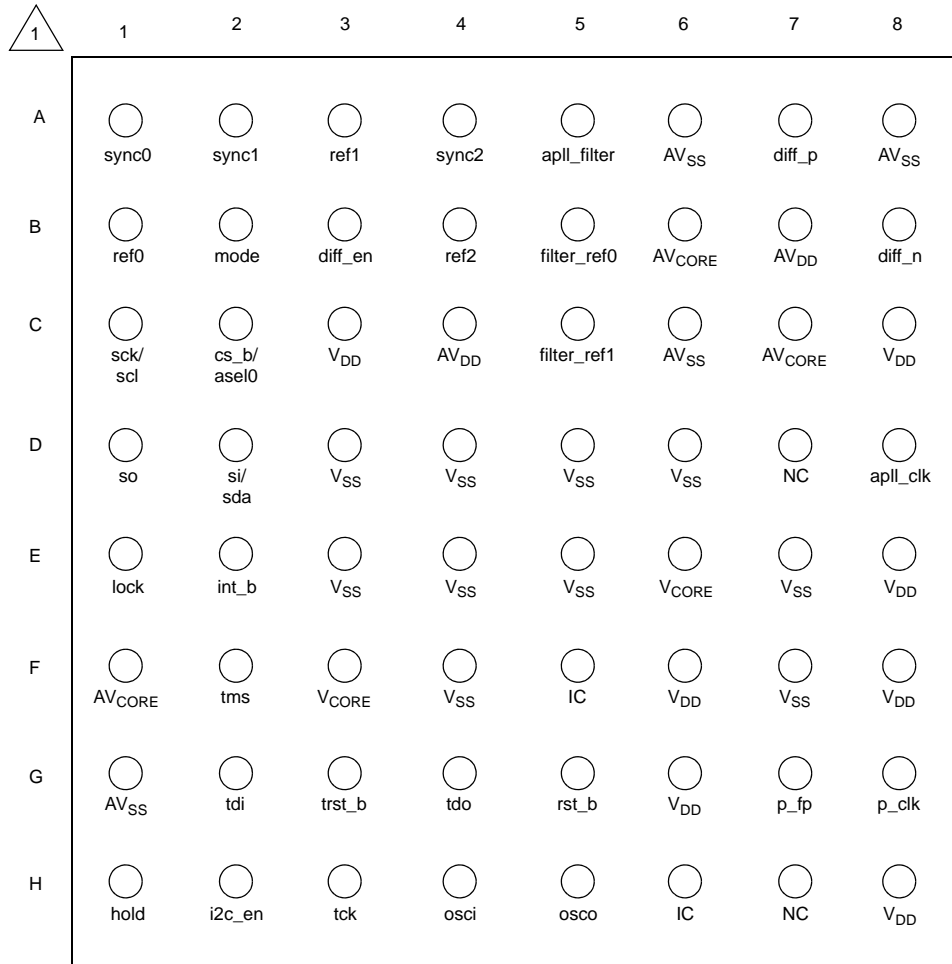 1 1 2 3 4 5 6 7 8
A
sync0 sync1 ref1 sync2 apll_filter AVSS diff_p AVSS
B
ref0 mode diff_en ref2 filter_ref0 AVCORE AVDD diff_n
C
sck/ cs_b/ VDD AVDD filter_ref1 AVSS AVCORE VDD
scl asel0
D
so si/ VSS VSS VSS VSS NC apll_clk
sda
E
lock int_b VSS VSS VSS VCORE VSS VDD
F
AVCORE tms VCORE VSS IC VDD VSS VDD
G
AVSS tdi trst_b tdo rst_b VDD p_fp p_clk
H
hold i2c_en tck osci osco IC NC VDD